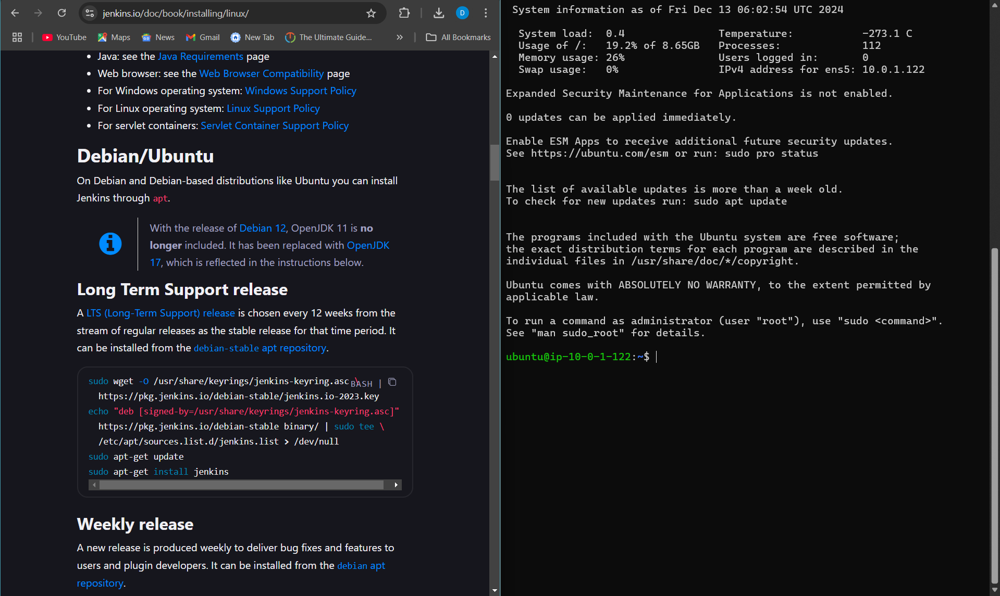 jenkins.io/doc/book/installing/linux/
D
YouTube
Maps
News
Gmail
New Tab
The Ultimate Guide...
»
All Bookmarks
• Java: see the Java Requirements page
• Web browser: see the Web Browser Compatibility page
• For Windows operating system: Windows Support Policy
• For Linux operating system: Linux Support Policy
• For servlet containers: Servlet Container Support Policy
Debian/Ubuntu
On Debian and Debian-based distributions like Ubuntu you can install
Jenkins through apt.
With the release of Debian 12, OpenJDK 11 is no
longer included. It has been replaced with OpenJDK
17, which is reflected in the instructions below.
Long Term Support release
A LTS (Long-Term Support) release is chosen every 12 weeks from the
stream of regular releases as the stable release for that time period. It
can be installed from the debian-stable apt repository.
sudo wget -O /usr/share/keyrings/jenkins-keyring.asc \
BASH |
https://pkg.jenkins.io/debian-stable/jenkins.io-2023.key
echo "deb [signed-by=/usr/share/keyrings/jenkins-keyring.asc]"
https://pkg.jenkins.io/debian-stable binary/ | sudo tee \
/etc/apt/sources.list.d/jenkins.list > /dev/null
sudo apt-get update
sudo apt-get install jenkins
Weekly release
A new release is produced weekly to deliver bug fixes and features to
users and plugin developers. It can be installed from the debian apt
repository.
System information as of Fri Dec 13 06:02:54 UTC 2024
System load: 0.4 Temperature: -273.1 C
Usage of /: 19.2% of 8.65GB Processes: 112
Memory usage: 26% Users logged in: 0
Swap usage: 0% IPv4 address for ens5: 10.0.1.122
Expanded Security Maintenance for Applications is not enabled.
0 updates can be applied immediately.
Enable ESM Apps to receive additional future security updates.
See https://ubuntu.com/esm or run: sudo pro status
The list of available updates is more than a week old.
To check for new updates run: sudo apt update
The programs included with the Ubuntu system are free software;
the exact distribution terms for each program are described in the
individual files in /usr/share/doc/*/copyright.
Ubuntu comes with ABSOLUTELY NO WARRANTY, to the extent permitted by
applicable law.
To run a command as administrator (user "root"), use "sudo <command>".
See "man sudo_root" for details.
ubuntu@ip-10-0-1-122:~$